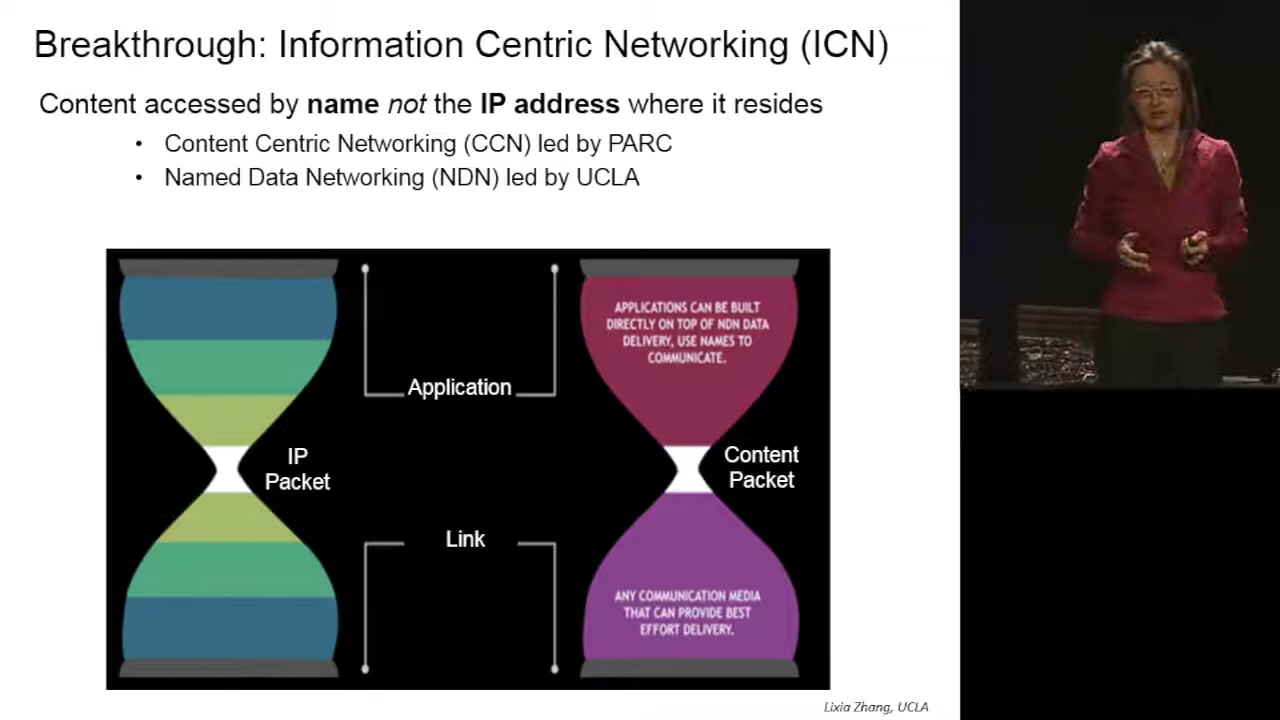 Breakthrough: Information Centric Networking (ICN)
Content accessed by name not the IP address where it resides
• Content Centric Networking (CCN) led by PARC
• Named Data Networking (NDN) led by UCLA
APPLICATIONS CAN BE BUILT
DIRECTLY ON TOP OF NDN DATA
DELIVERY, USE NAMES TO
COMMUNICATE.
Application
IP
Packet
Content
Packet
Link
ANY COMMUNICATION MEDIA
THAT CAN PROVIDE BEST
EFFORT DELIVERY.
Lixia Zhang, UCLA